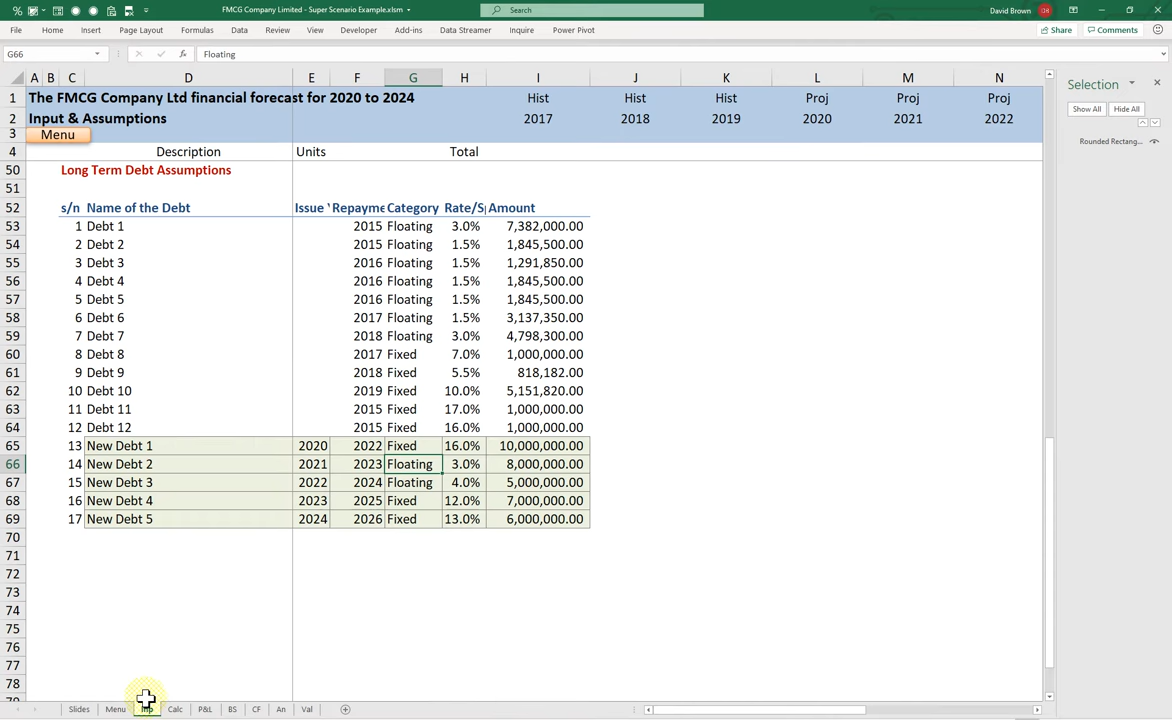 FMCG Company Limited - Super Scenario Example.xlsm
Search
David Brown
DB
File Home Insert Page Layout Formulas Data Review View Developer Add-ins Data Streamer Inquire Power Pivot Share Comments
G66 fx Floating
A B C D E F G H I J K L M N
Selection
1 The FMCG Company Ltd financial forecast for 2020 to 2024 Hist Hist Hist Proj Proj Proj
Show All Hide All
2 Input & Assumptions 2017 2018 2019 2020 2021 2022
3 Menu
Rounded Rectang...
4 Description Units Total
50 Long Term Debt Assumptions
51
52 s/n Name of the Debt Issue Repayme Category Rate/S Amount
53 1 Debt 1 2015 Floating 3.0% 7,382,000.00
54 2 Debt 2 2015 Floating 1.5% 1,845,500.00
55 3 Debt 3 2016 Floating 1.5% 1,291,850.00
56 4 Debt 4 2016 Floating 1.5% 1,845,500.00
57 5 Debt 5 2016 Floating 1.5% 1,845,500.00
58 6 Debt 6 2017 Floating 1.5% 3,137,350.00
59 7 Debt 7 2018 Floating 3.0% 4,798,300.00
60 8 Debt 8 2017 Fixed 7.0% 1,000,000.00
61 9 Debt 9 2018 Fixed 5.5% 818,182.00
62 10 Debt 10 2019 Fixed 10.0% 5,151,820.00
63 11 Debt 11 2015 Fixed 17.0% 1,000,000.00
64 12 Debt 12 2015 Fixed 16.0% 1,000,000.00
65 13 New Debt 1 2020 2022 Fixed 16.0% 10,000,000.00
66 14 New Debt 2 2021 2023 Floating 3.0% 8,000,000.00
67 15 New Debt 3 2022 2024 Floating 4.0% 5,000,000.00
68 16 New Debt 4 2023 2025 Fixed 12.0% 7,000,000.00
69 17 New Debt 5 2024 2026 Fixed 13.0% 6,000,000.00
70
71
72
73
74
75
76
77
78
Slides Menu Inp Calc P&L BS CF An Val